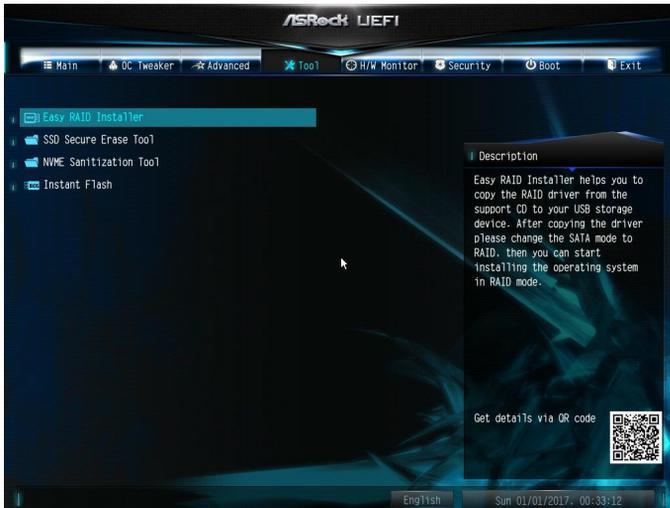 ASRock UEFI
Main
OC Tweaker
Advanced
Tool
H/W Monitor
Security
Boot
Exit
Easy RAID Installer
SSD Secure Erase Tool
NVME Sanitization Tool
Instant Flash
Description
Easy RAID Installer helps you to
copy the RAID driver from the
support CD to your USB storage
device. After copying the driver
please change the SATA mode to
RAID. then you can start
installing the operating system
in RAID mode.
Get details via QR code
English
Sun 01/01/2017. 00:33:12